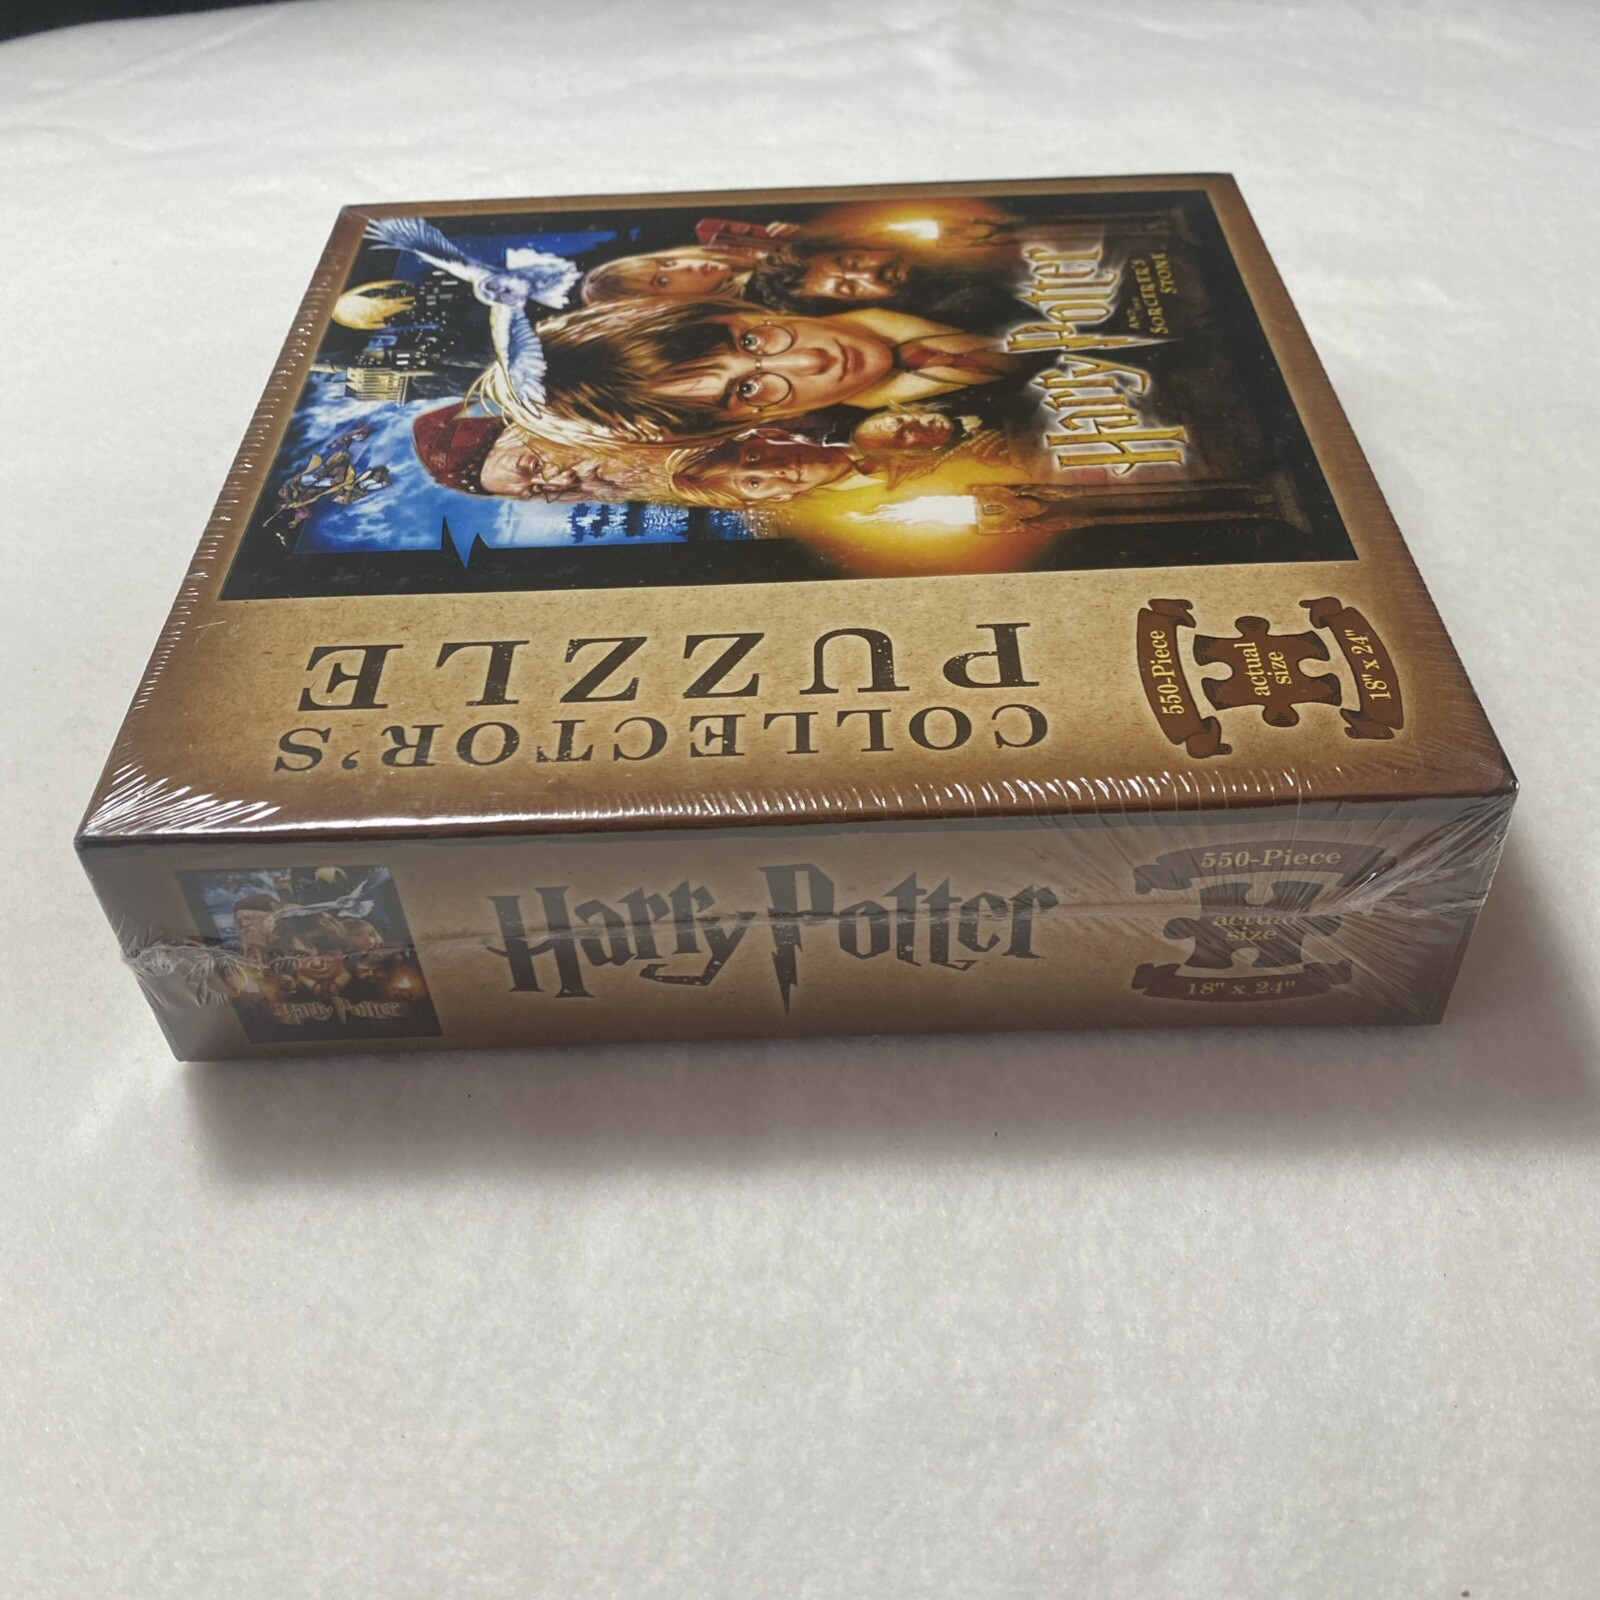 Harry Potter
AND THE
SORCERER'S
STONE
COLLECTOR'S
PUZZLE
550-Piece
actual
size
18" x 24"
Harry Potter
Harry Potter
550-Piece
actual
size
18" x 24"